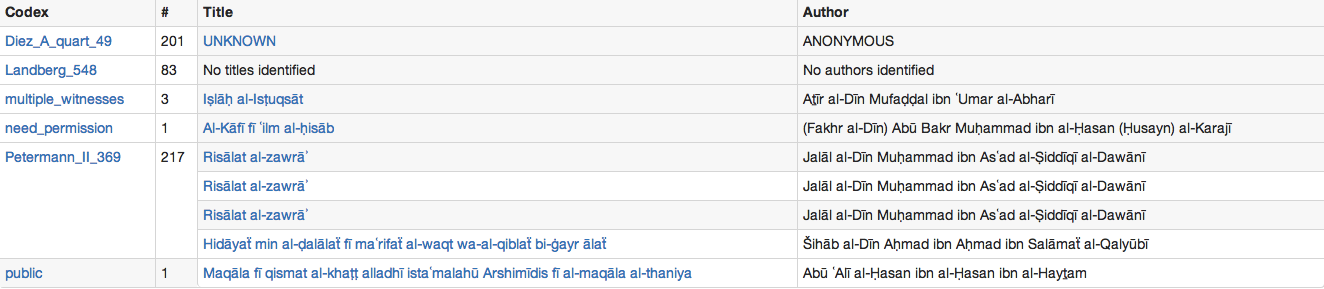 Codex # Title Author
Diez_A_quart_49 201 UNKNOWN ANONYMOUS
Landberg_548 83 No titles identified No authors identified
multiple_witnesses 3 Iṣlāḥ al-Isṭuqsāt Aṯīr al-Dīn Mufaḍḍal ibn ʿUmar al-Abharī
need_permission 1 Al-Kāfī fī ʿilm al-ḥisāb (Fakhr al-Dīn) Abū Bakr Muḥammad ibn al-Ḥasan (Ḥusayn) al-Karajī
Petermann_II_369 217 Risālat al-zawrāʾ Jalāl al-Dīn Muḥammad ibn Asʿad al-Ṣiddīqī al-Dawānī
Risālat al-zawrāʾ Jalāl al-Dīn Muḥammad ibn Asʿad al-Ṣiddīqī al-Dawānī
Risālat al-zawrāʾ Jalāl al-Dīn Muḥammad ibn Asʿad al-Ṣiddīqī al-Dawānī
Hidāyaẗ min al-ḍalālaẗ fī maʿrifaẗ al-waqt wa-al-qiblaẗ bi-ġayr ālaẗ Šihāb al-Dīn Aḥmad ibn Aḥmad ibn Salāmaẗ al-Qalyūbī
public 1 Maqāla fī qismat al-khaṭṭ alladhī istaʿmalahū Arshimīdis fī al-maqāla al-thaniya Abū ʿAlī al-Ḥasan ibn al-Ḥasan ibn al-Hayṯam